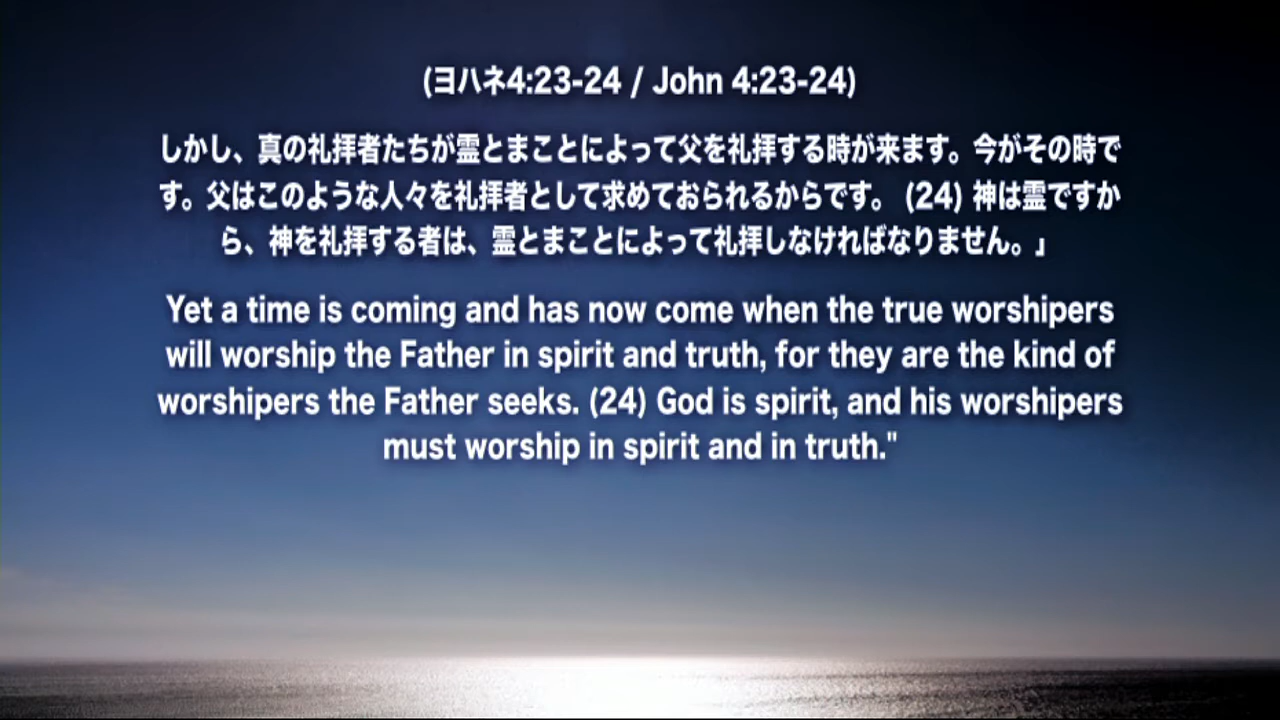 (ヨハネ4:23-24 / John 4:23-24)
しかし、真の礼拝者たちが霊とまことによって父を礼拝する時が来ます。今がその時で
す。父はこのような人々を礼拝者として求めておられるからです。 (24) 神は霊ですか
ら、神を礼拝する者は、霊とまことによって礼拝しなければなりません。」
Yet a time is coming and has now come when the true worshipers
will worship the Father in spirit and truth, for they are the kind of
worshipers the Father seeks. (24) God is spirit, and his worshipers
must worship in spirit and in truth."